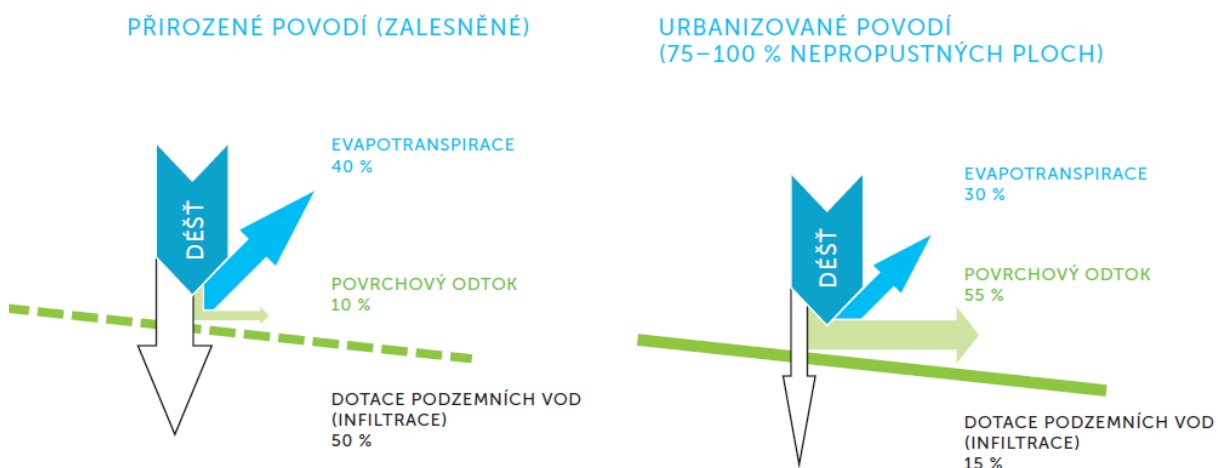 PŘIROZENÉ POVODÍ (ZALESNĚNÉ)
DÉŠŤ
EVAPOTRANSPIRACE
40 %
POVRCHOVÝ ODTOK
10 %
DOTACE PODZEMNÍCH VOD
(INFILTRACE)
50 %
URBANIZOVANÉ POVODÍ
(75–100 % NEPROPUSTNÝCH PLOCH)
DÉŠŤ
EVAPOTRANSPIRACE
30 %
POVRCHOVÝ ODTOK
55 %
DOTACE PODZEMNÍCH VOD
(INFILTRACE)
15 %